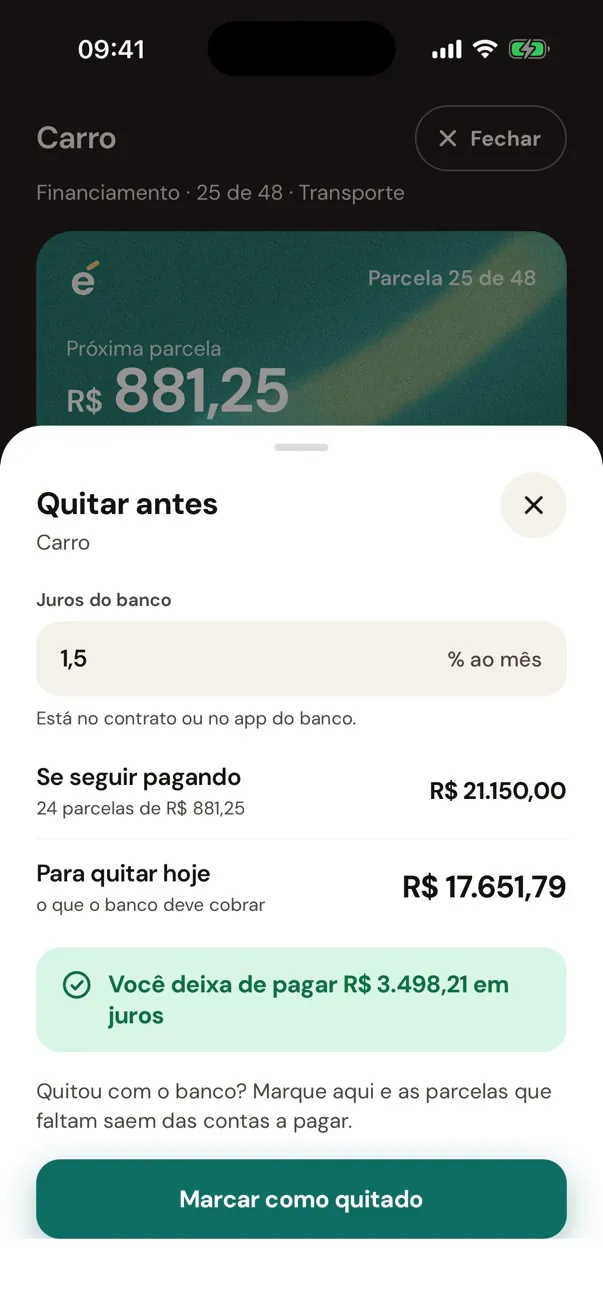 09:41
Carro
Fechar
Financiamento · 25 de 48 · Transporte
é
Parcela 25 de 48
Próxima parcela
R$ 881,25
Quitar antes
Carro
Juros do banco
1,5 % ao mês
Está no contrato ou no app do banco.
Se seguir pagando
R$ 21.150,00
24 parcelas de R$ 881,25
Para quitar hoje
R$ 17.651,79
o que o banco deve cobrar
Você deixa de pagar R$ 3.498,21 em
juros
Quitou com o banco? Marque aqui e as parcelas que
faltam saem das contas a pagar.
Marcar como quitado